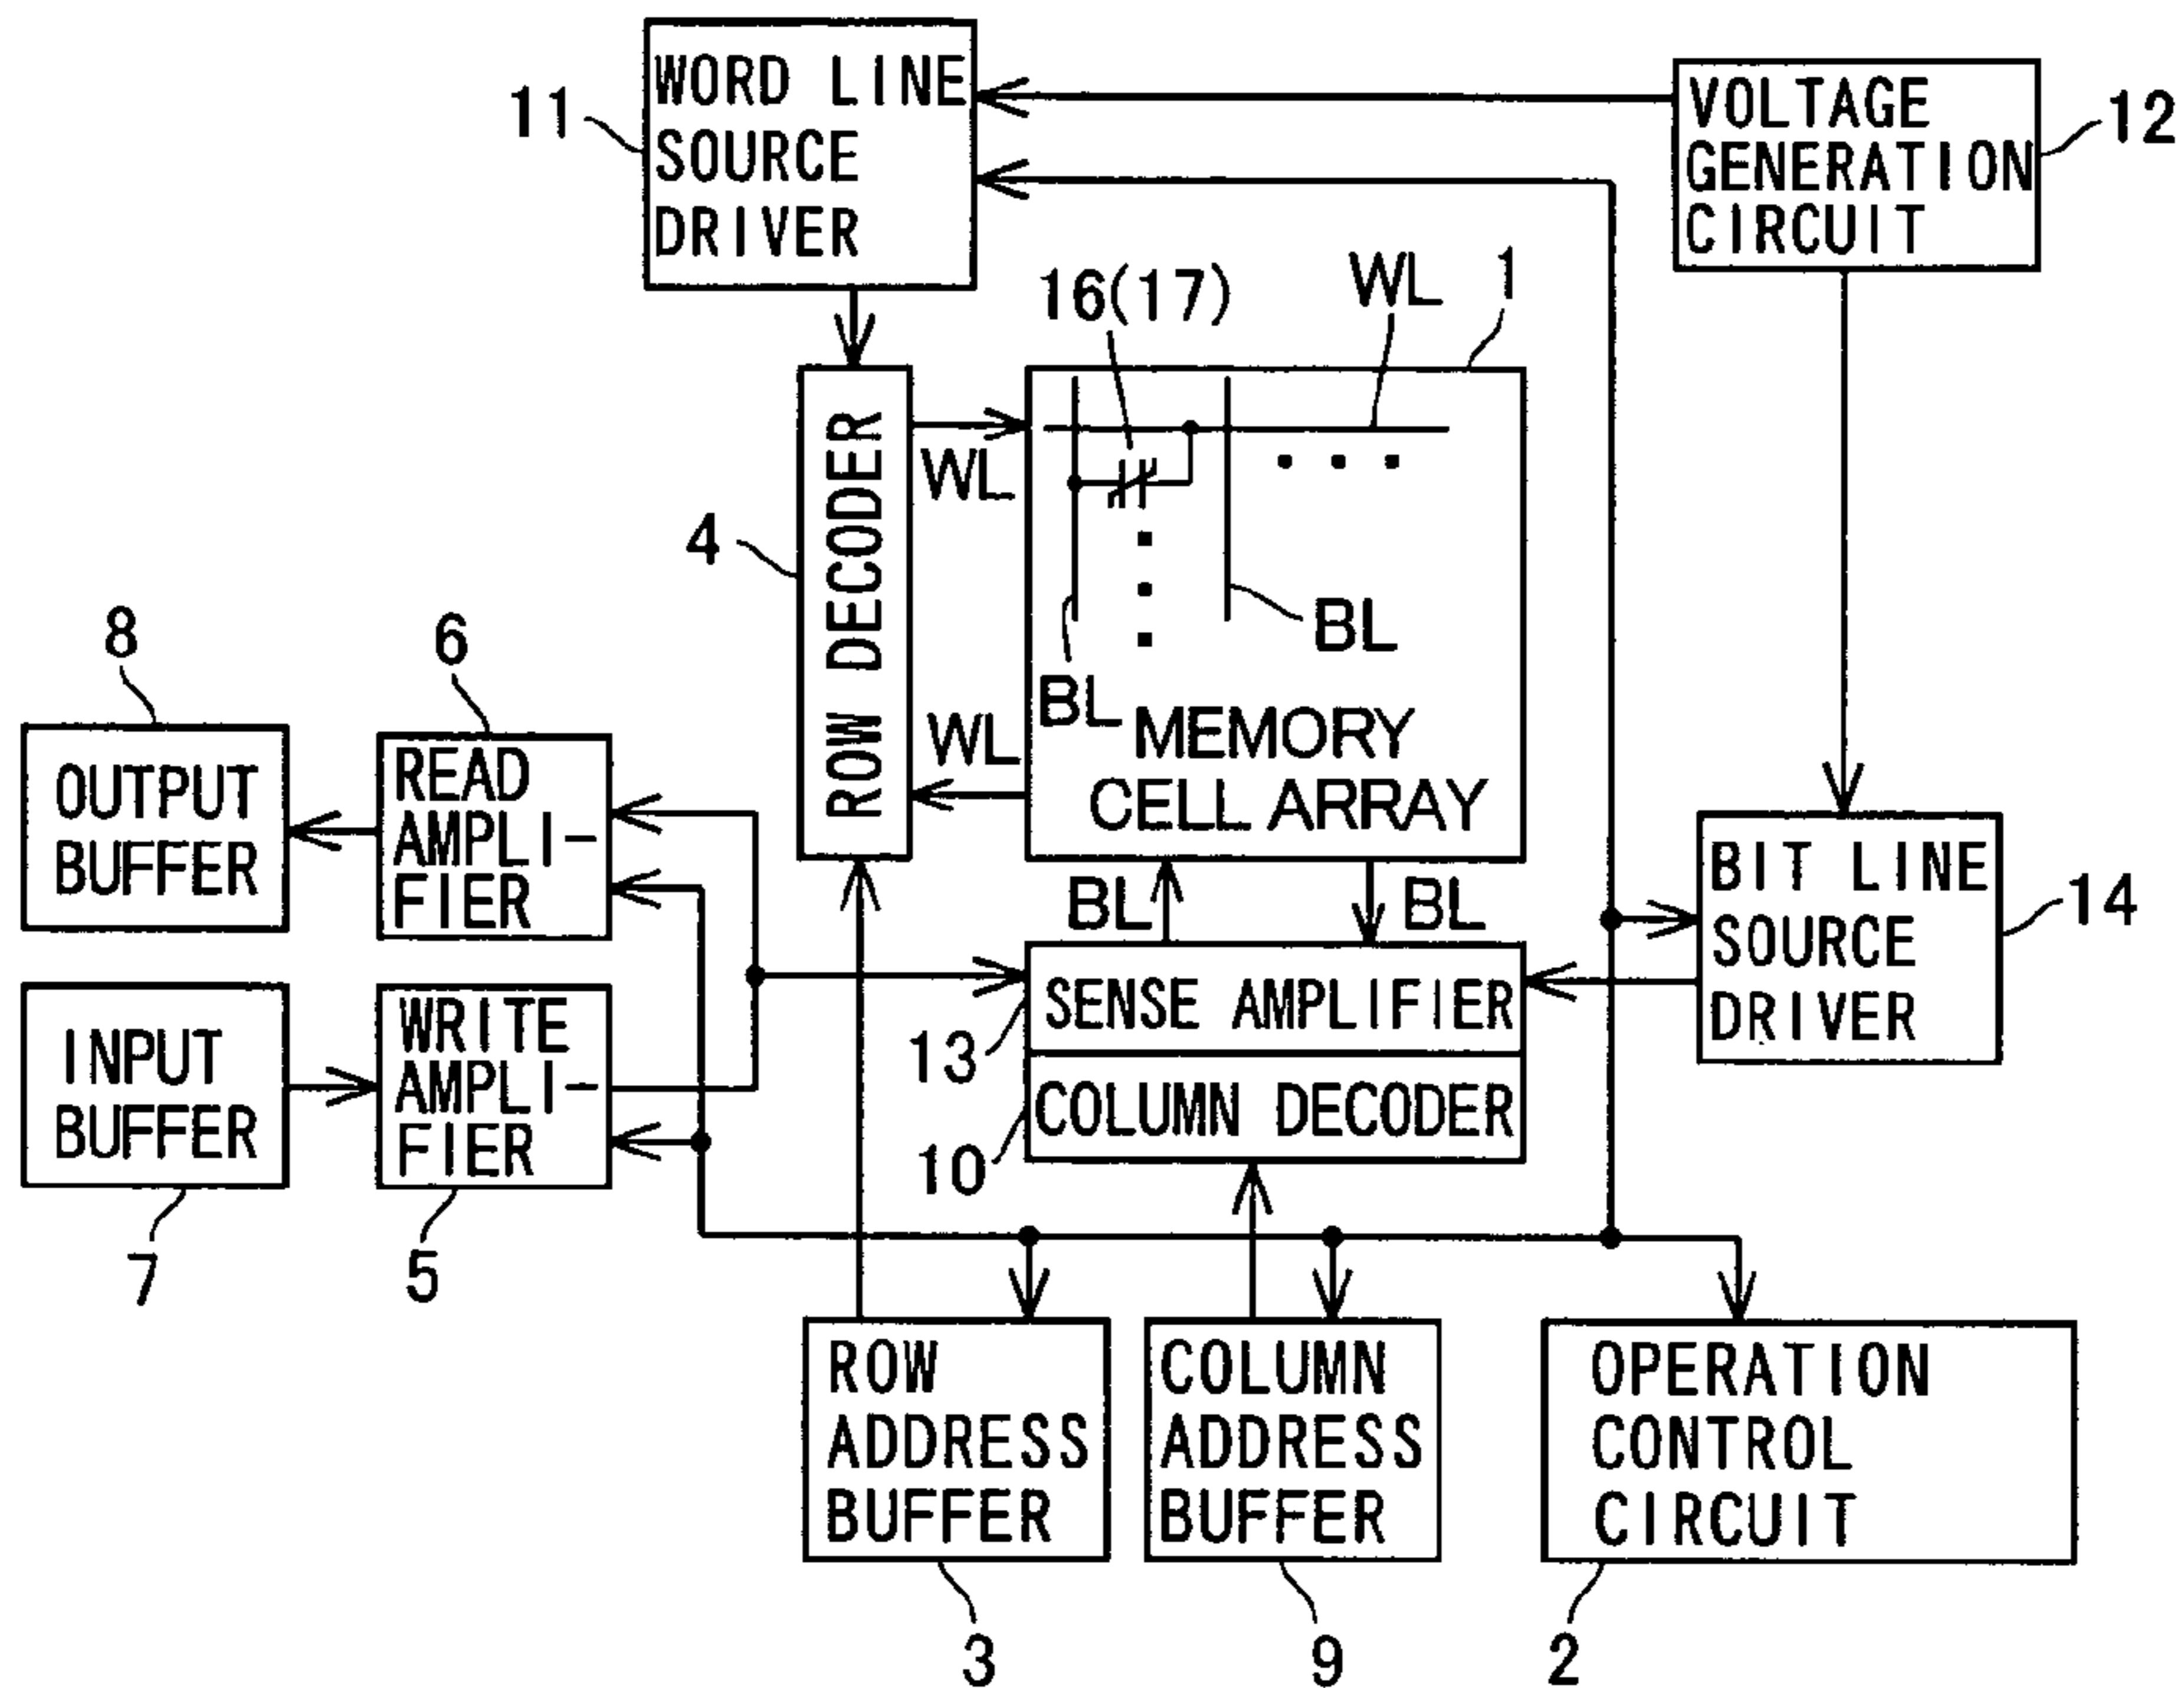 WORD LINE
SOURCE
DRIVER
11
VOLTAGE
GENERATION
CIRCUIT
12
16(17)
WL
1
ROW DECODER
4
WL
WL
BL
BL
MEMORY
CELL ARRAY
8
OUTPUT
BUFFER
6
READ
AMPLI-
FIER
BL
BL
BIT LINE
SOURCE
DRIVER
14
INPUT
BUFFER
7
WRITE
AMPLI-
FIER
5
SENSE AMPLIFIER
13
COLUMN DECODER
10
ROW
ADDRESS
BUFFER
3
COLUMN
ADDRESS
BUFFER
9
OPERATION
CONTROL
CIRCUIT
2